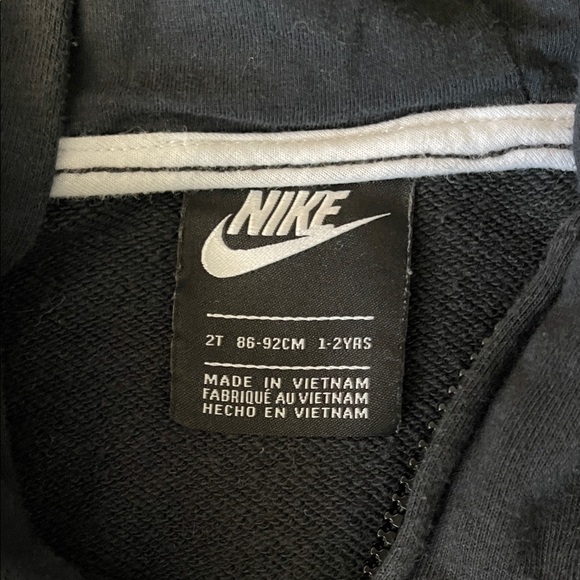 NIKE
2T 86-92CM 1-2YRS
MADE IN VIETNAM
FABRIQUÉ AU VIETNAM
HECHO EN VIETNAM